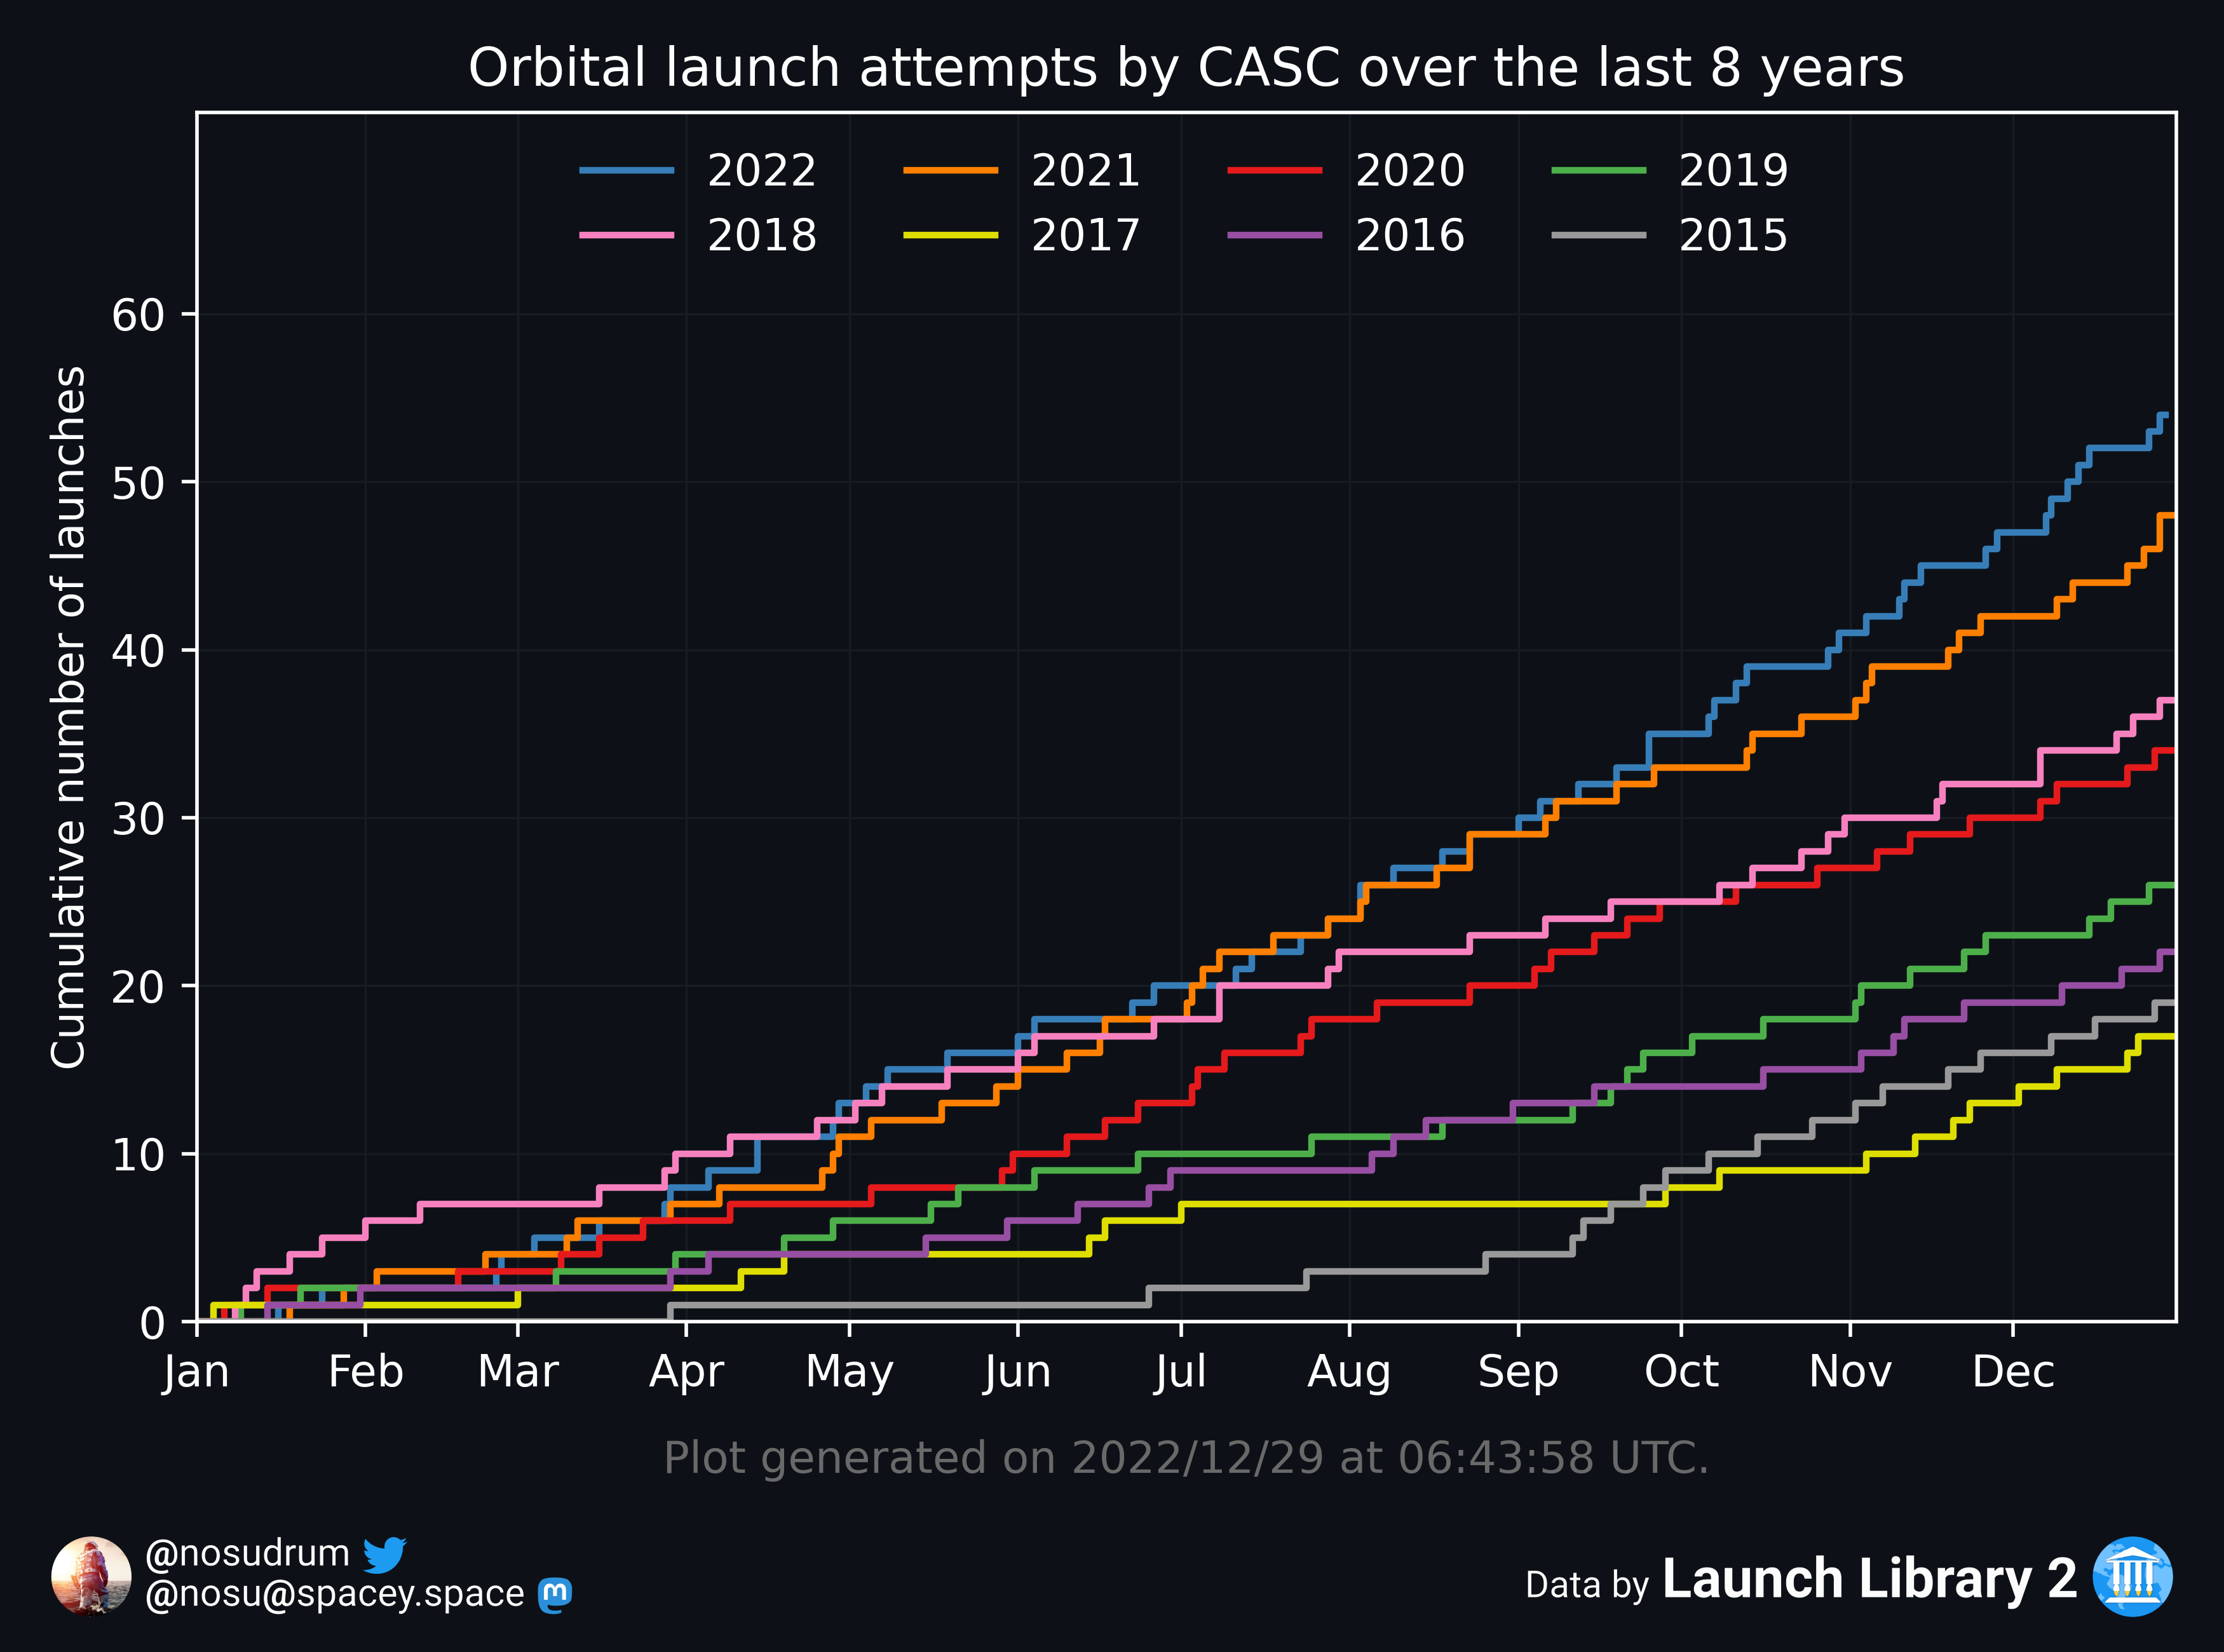 Orbital launch attempts by CASC over the last 8 years
2022 2021 2020 2019
2018 2017 2016 2015
Cumulative number of launches
60
50
40
30
20
10
0
Jan Feb Mar Apr May Jun Jul Aug Sep Oct Nov Dec
Plot generated on 2022/12/29 at 06:43:58 UTC.
@nosudrum
@nosu@spacey.space
Data by Launch Library 2